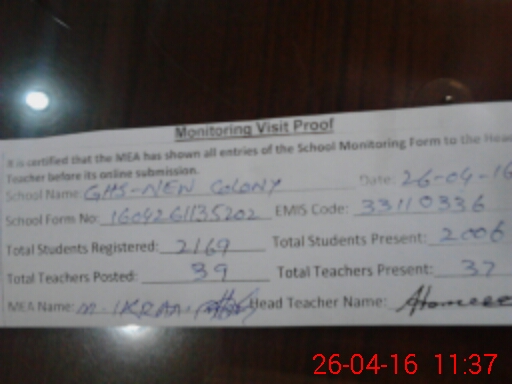 Monitoring Visit Proof
It is certified that the MEA has shown all entries of the School Monitoring Form to the Head
Teacher before its online submission.
School Name: GHS-NEW COLONY Date: 26-04-16
School Form No: 1604261135202 EMIS Code: 33110336
Total Students Registered: 2169 Total Students Present: 2006
Total Teachers Posted: 39 Total Teachers Present: 37
MEA Name: M. IKRAM Head Teacher Name:
26-04-16 11:37